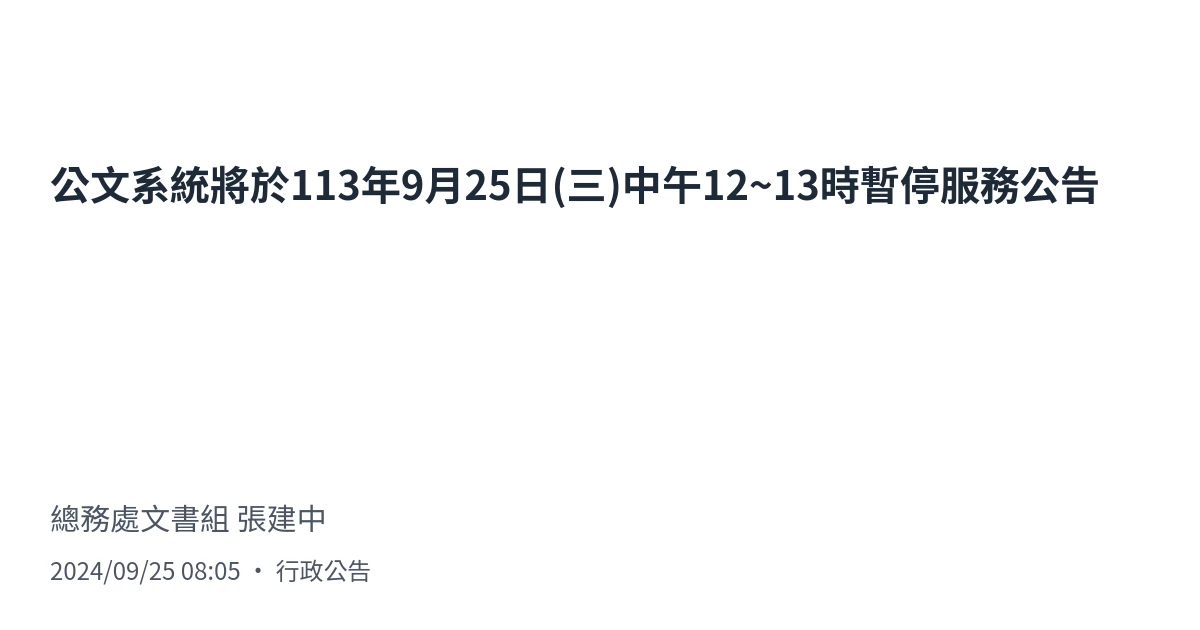 公文系統將於113年9月25日(三)中午12~13時暫停服務公告
總務處文書組 張建中
2024/09/25 08:05 • 行政公告